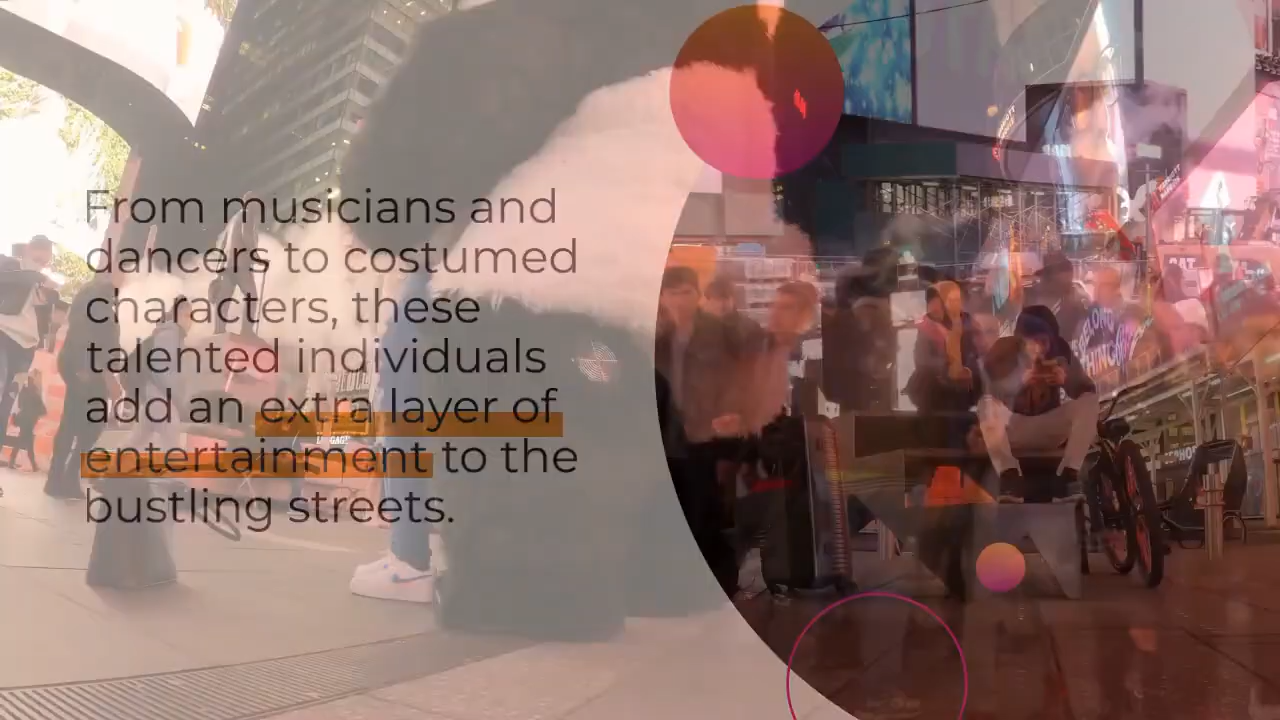 From musicians and
dancers to costumed
characters, these
talented individuals
add an extra layer of
entertainment to the
bustling streets.